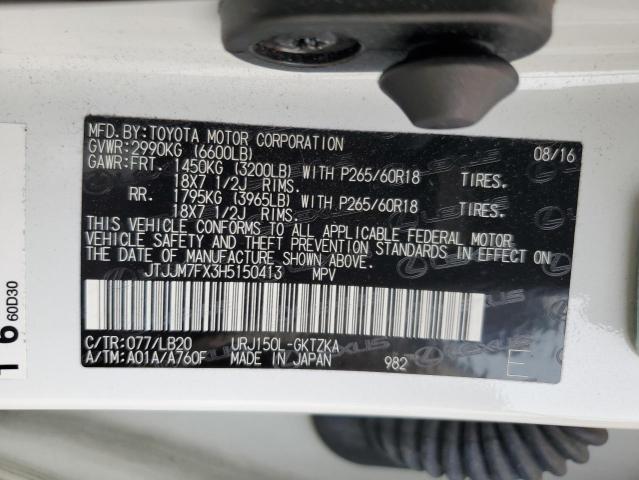 MFD.BY:TOYOTA MOTOR CORPORATION 08/16
GVWR:2990KG (6600LB)
GAWR:FRT. 1450KG (3200LB) WITH P265/60R18 TIRES.
18X7 1/2J RIMS.
RR. 1795KG (3965LB) WITH P265/60R18 TIRES.
18X7 1/2J RIMS.
THIS VEHICLE CONFORMS TO ALL APPLICABLE FEDERAL MOTOR
VEHICLE SAFETY AND THEFT PREVENTION STANDARDS IN EFFECT ON
THE DATE OF MANUFACTURE SHOWN ABOVE.
JTJJM7FX3H5150413 MPV
C/TR:077/LB20 URJ150L-GKTZKA
A/TM:A01A/A760F MADE IN JAPAN 982 E
16
60D30
LEXUS